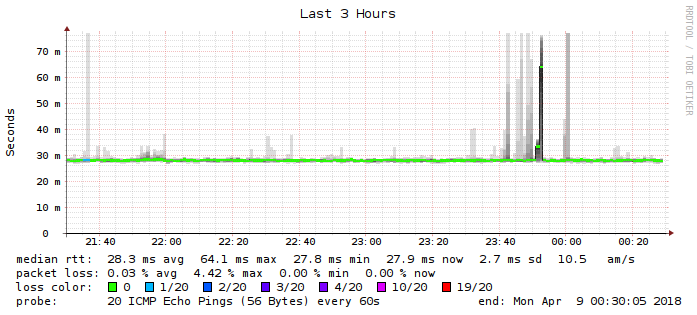 Last 3 Hours
RRDTOOL / TOBI OETIKER
Seconds
70 m
60 m
50 m
40 m
30 m
20 m
10 m
0
21:40 22:00 22:20 22:40 23:00 23:20 23:40 00:00 00:20
median rtt: 28.3 ms avg 64.1 ms max 27.8 ms min 27.9 ms now 2.7 ms sd 10.5 am/s
packet loss: 0.03 % avg 4.42 % max 0.00 % min 0.00 % now
loss color: 0 1/20 2/20 3/20 4/20 10/20 19/20
probe: 20 ICMP Echo Pings (56 Bytes) every 60s end: Mon Apr 9 00:30:05 2018